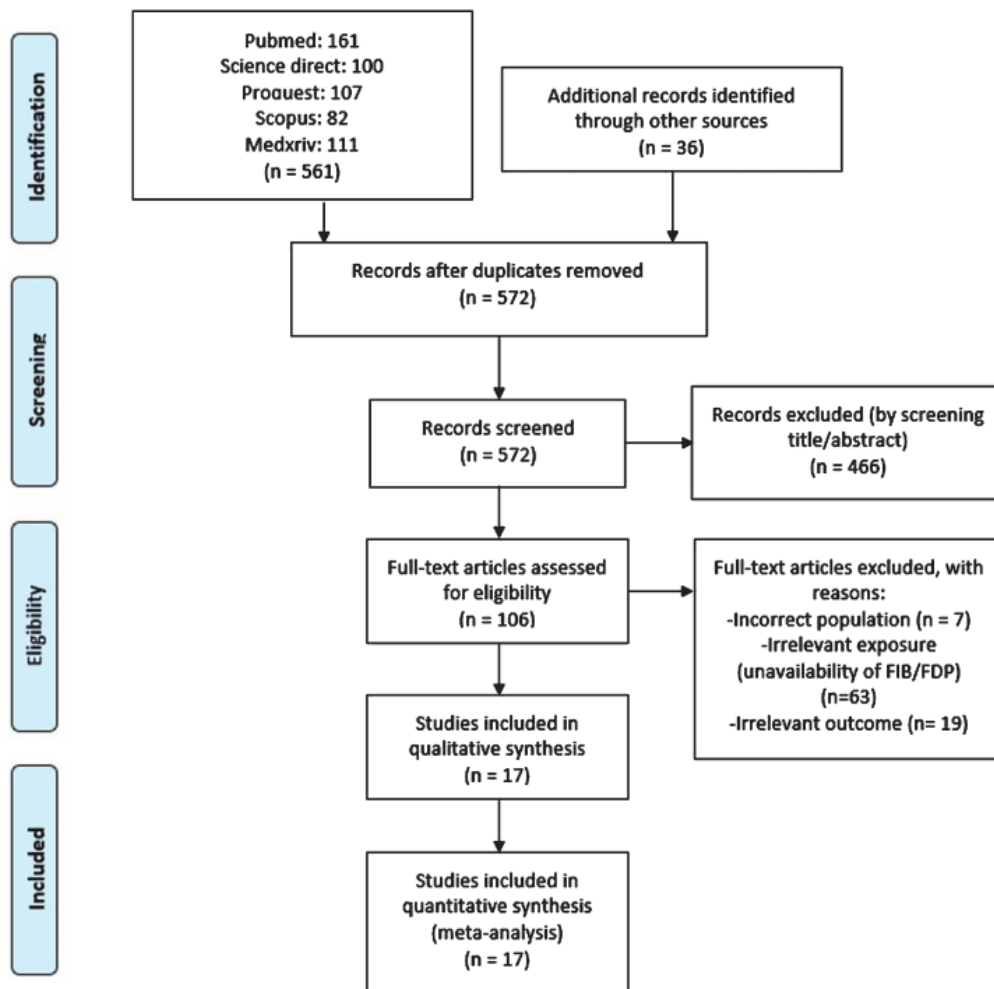 Identification
Pubmed: 161
Science direct: 100
Proquest: 107
Scopus: 82
Medxriv: 111
(n = 561)
Additional records identified
through other sources
(n = 36)
Records after duplicates removed
(n = 572)
Screening
Records screened
(n = 572)
Records excluded (by screening
title/abstract)
(n = 466)
Eligibility
Full-text articles assessed
for eligibility
(n = 106)
Full-text articles excluded, with
reasons:
-Incorrect population (n = 7)
-Irrelevant exposure
(unavailability of FIB/FDP)
(n=63)
-Irrelevant outcome (n= 19)
Studies included in
qualitative synthesis
(n = 17)
Included
Studies included in
quantitative synthesis
(meta-analysis)
(n = 17)